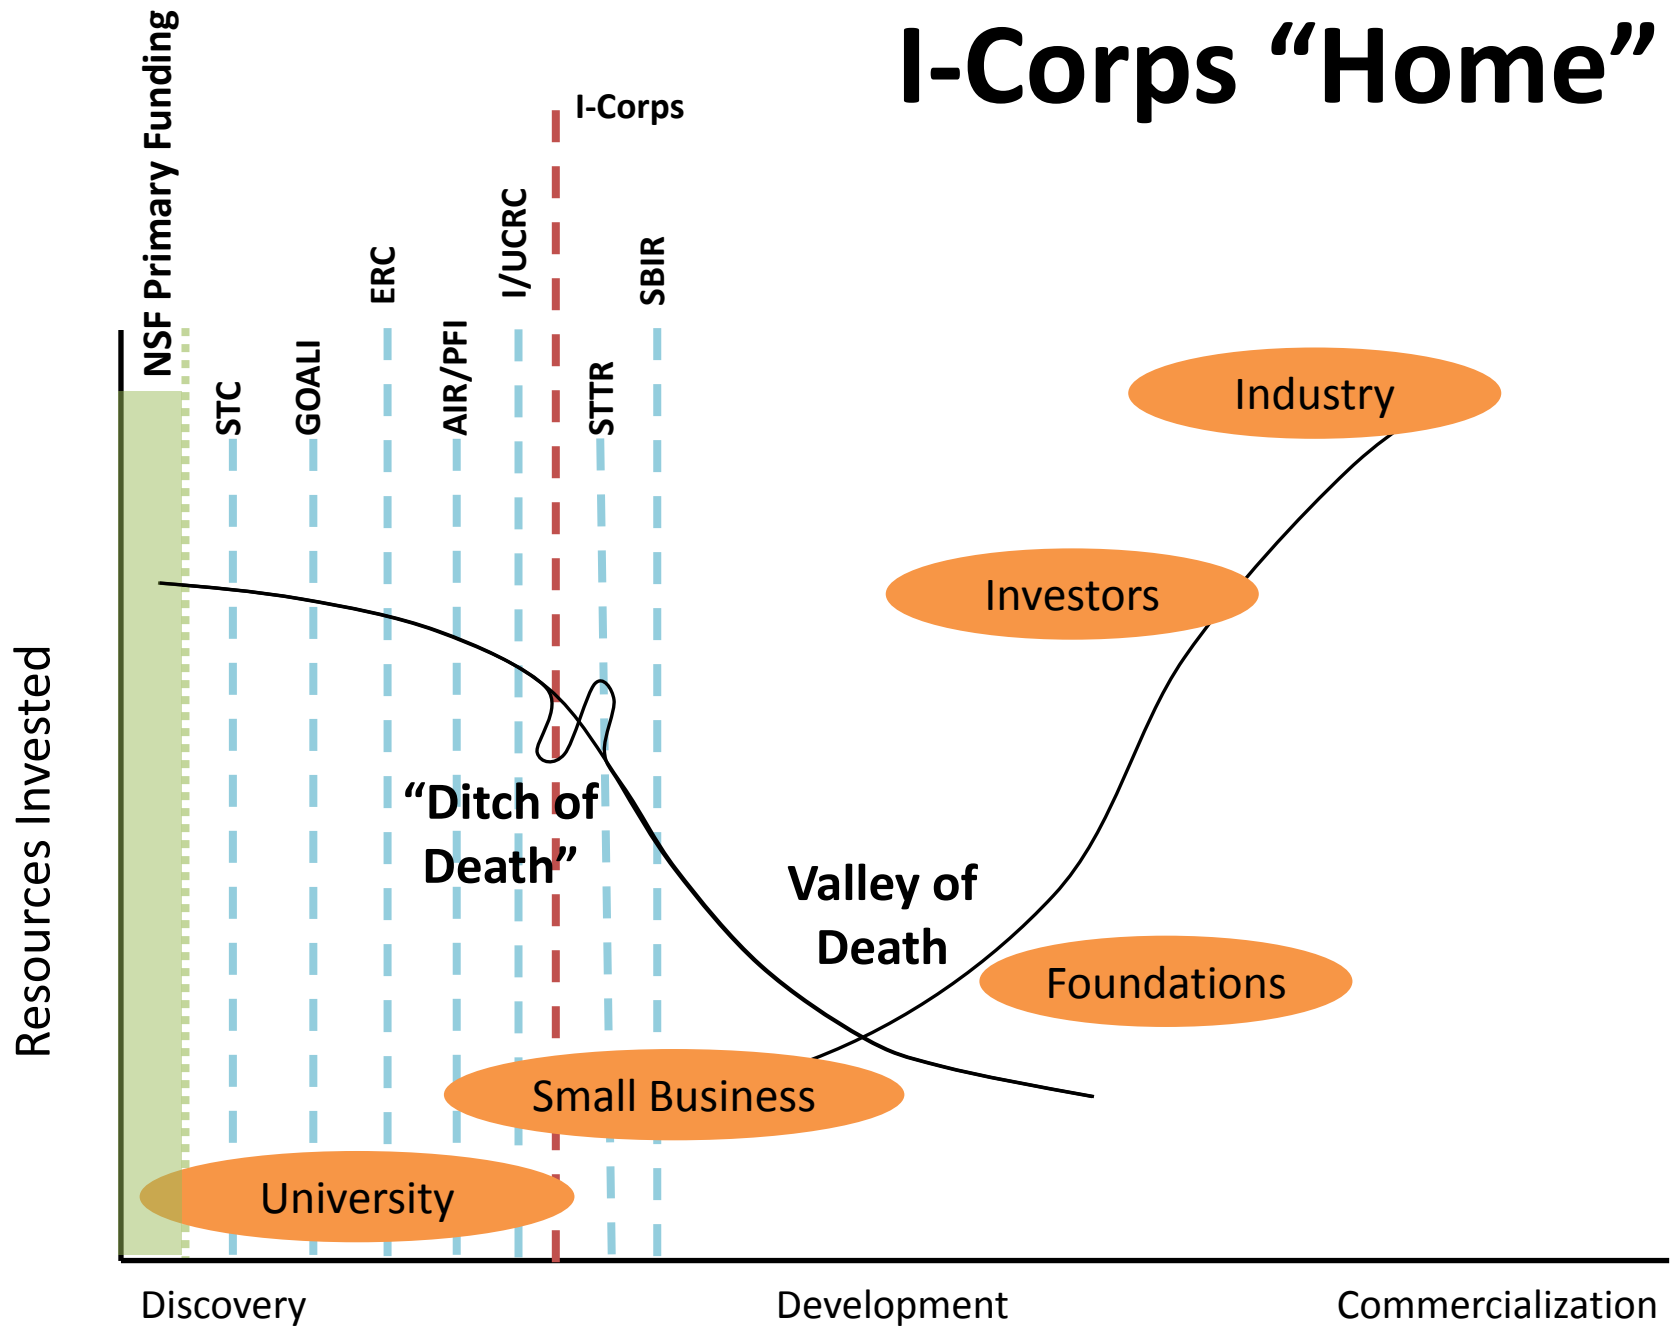 I-Corps “Home”
NSF Primary Funding
I-Corps
STC
GOALI
ERC
AIR/PFI
I/UCRC
STTR
SBIR
Industry
Investors
Resources Invested
“Ditch of
Death”
Valley of
Death
Foundations
Small Business
University
Discovery
Development
Commercialization